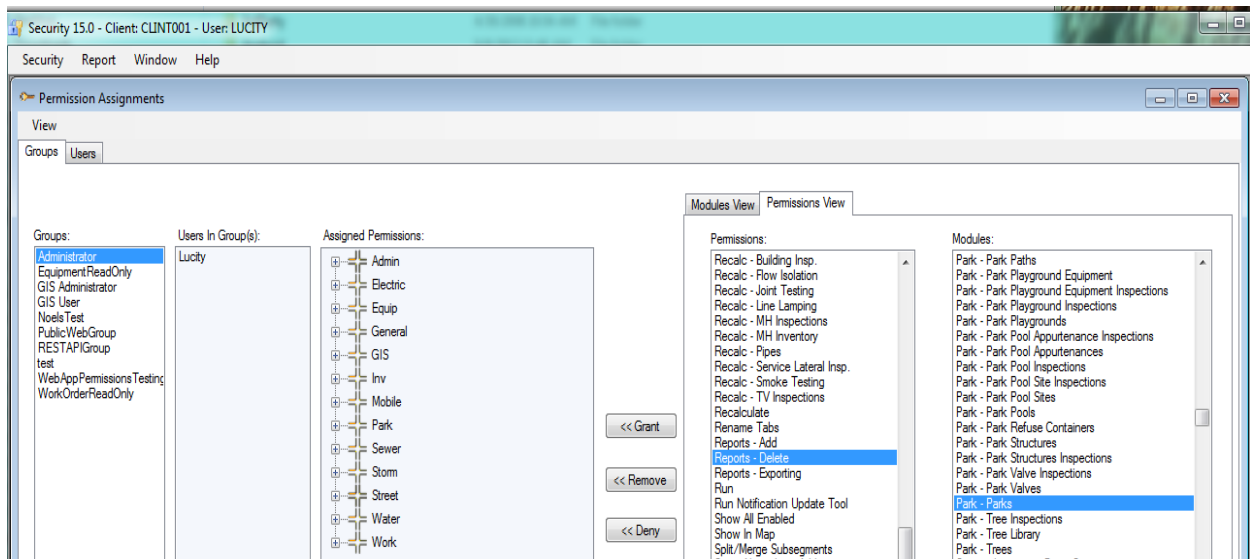 Security 15.0 - Client: CLINT001 - User: LUCITY
Security Report Window Help
Permission Assignments
View
Groups Users
Modules View Permissions View
Groups:
Administrator
EquipmentReadOnly
GIS Administrator
GIS User
NoelsTest
PublicWebGroup
RESTAPIGroup
test
WebAppPermissionsTesting
WorkOrderReadOnly
Users In Group(s):
Lucity
Assigned Permissions:
Admin
Electric
Equip
General
GIS
Inv
Mobile
Park
Sewer
Storm
Street
Water
Work
<< Grant
<< Remove
<< Deny
Permissions:
Recalc - Building Insp.
Recalc - Flow Isolation
Recalc - Joint Testing
Recalc - Line Lamping
Recalc - MH Inspections
Recalc - MH Inventory
Recalc - Pipes
Recalc - Service Lateral Insp.
Recalc - Smoke Testing
Recalc - TV Inspections
Recalculate
Rename Tabs
Reports - Add
Reports - Delete
Reports - Exporting
Run
Run Notification Update Tool
Show All Enabled
Show In Map
Split/Merge Subsegments
Modules:
Park - Park Paths
Park - Park Playground Equipment
Park - Park Playground Equipment Inspections
Park - Park Playground Inspections
Park - Park Playgrounds
Park - Park Pool Appurtenance Inspections
Park - Park Pool Appurtenances
Park - Park Pool Inspections
Park - Park Pool Site Inspections
Park - Park Pool Sites
Park - Park Pools
Park - Park Refuse Containers
Park - Park Structures
Park - Park Structures Inspections
Park - Park Valve Inspections
Park - Park Valves
Park - Parks
Park - Tree Inspections
Park - Tree Library
Park - Trees